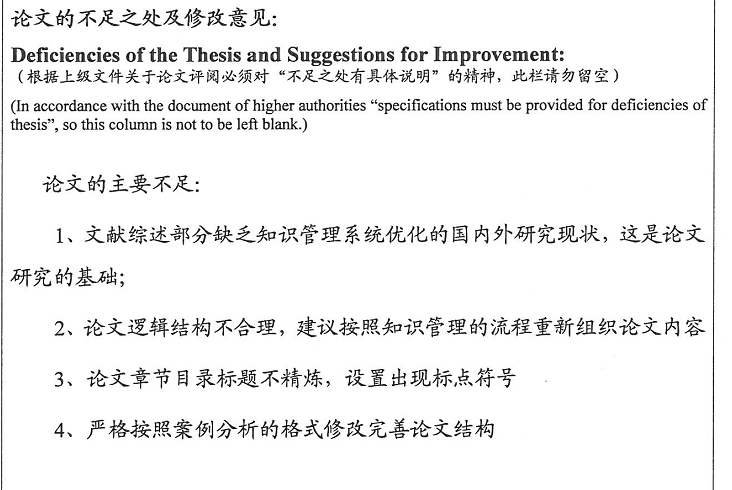 论文的不足之处及修改意见：
Deficiencies of the Thesis and Suggestions for Improvement:
（根据上级文件关于论文评阅必须对“不足之处有具体说明”的精神，此栏请勿留空）
(In accordance with the document of higher authorities “specifications must be provided for deficiencies of
thesis”, so this column is not to be left blank.)
论文的主要不足：
1、文献综述部分缺乏知识管理系统优化的国内外研究现状，这是论文
研究的基础；
2、论文逻辑结构不合理，建议按照知识管理的流程重新组织论文内容
3、论文章节目录标题不精炼，设置出现标点符号
4、严格按照案例分析的格式修改完善论文结构